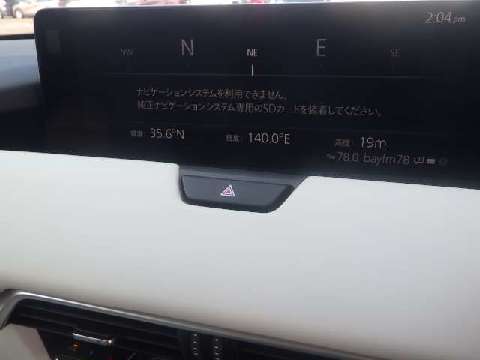 2:04 pm
NW N NE E SE
ナビゲーションシステムを利用できません。
純正ナビゲーションシステム専用のSDカードを装着してください。
緯度: 35.6°N 経度: 140.0°E 高度: 19m
78.0 bayfm78